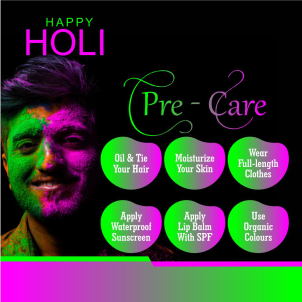 HAPPY
HOLI
Pre - Care
Oil & Tie
Your Hair
Moisturize
Your Skin
Wear
Full-length
Clothes
Apply
Waterproof
Sunscreen
Apply
Lip Balm
With SPF
Use
Organic
Colours